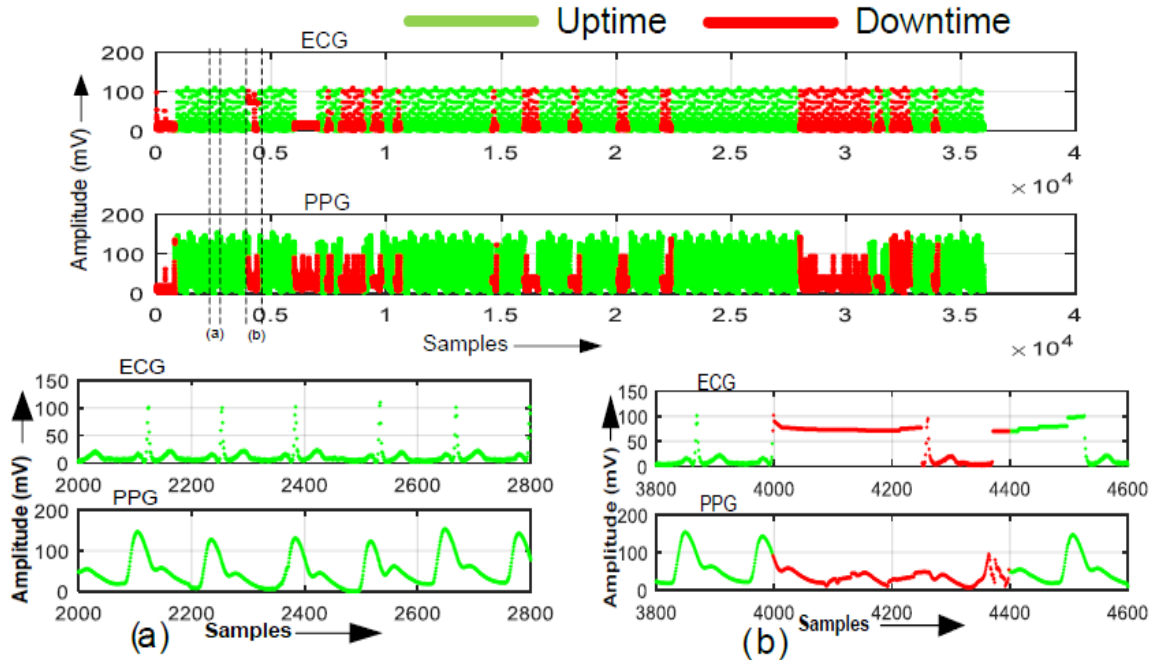 Uptime Downtime
ECG
200
100
0
0 0.5 1 1.5 2 2.5 3 3.5 4
× 10^4
Amplitude (mV)
PPG
200
100
0
0 0.5 1 1.5 2 2.5 3 3.5 4
(a) (b)
Samples
× 10^4
ECG
150
100
50
0
2000 2200 2400 2600 2800
PPG
200
100
0
2000 2200 2400 2600 2800
Amplitude (mV)
(a) Samples
ECG
150
100
50
0
3800 4000 4200 4400 4600
PPG
200
100
0
3800 4000 4200 4400 4600
Amplitude (mV)
(b) Samples